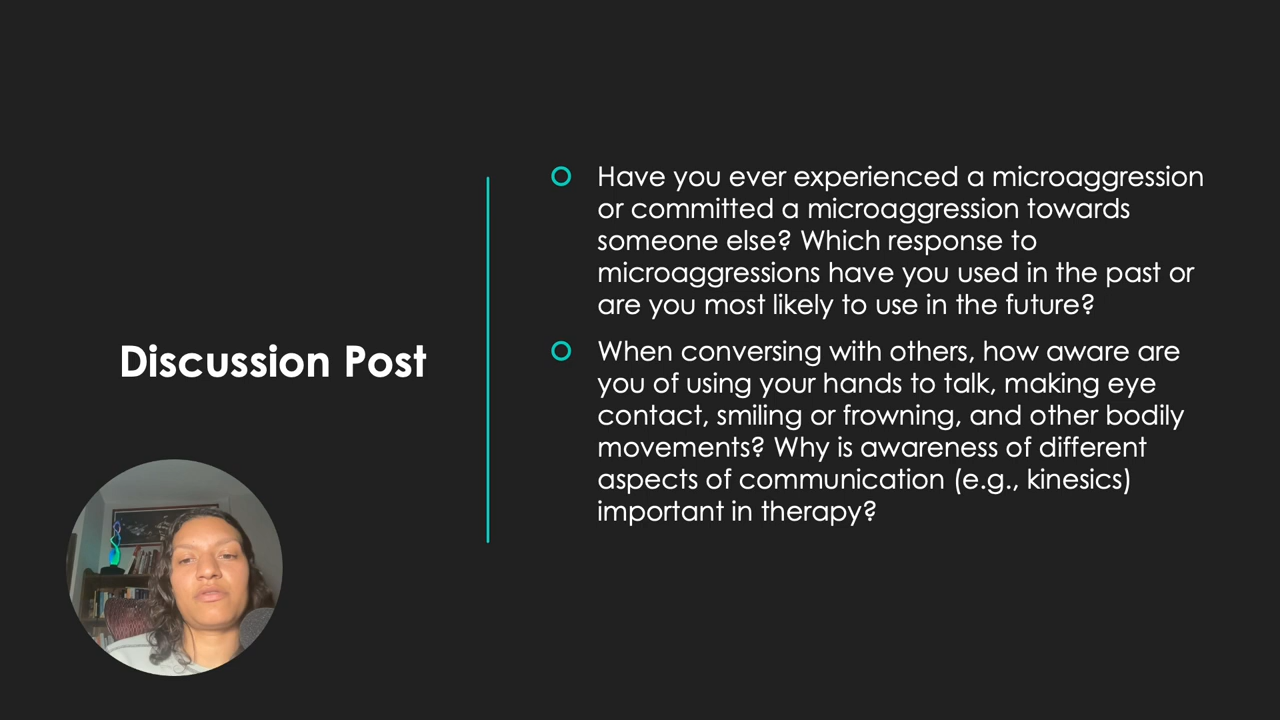 Discussion Post
Have you ever experienced a microaggression
or committed a microaggression towards
someone else? Which response to
microaggressions have you used in the past or
are you most likely to use in the future?
When conversing with others, how aware are
you of using your hands to talk, making eye
contact, smiling or frowning, and other bodily
movements? Why is awareness of different
aspects of communication (e.g., kinesics)
important in therapy?